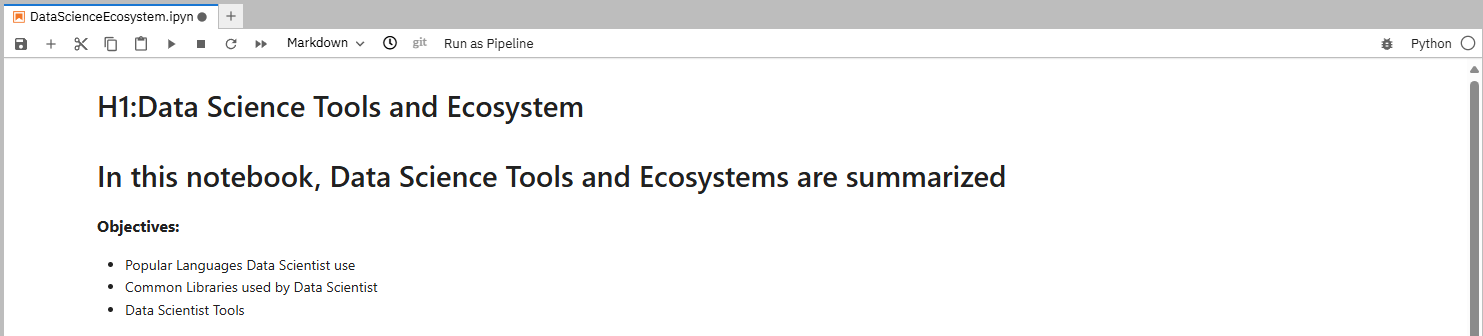 DataScienceEcosystem.ipyn
Markdown git Run as Pipeline Python
H1:Data Science Tools and Ecosystem
In this notebook, Data Science Tools and Ecosystems are summarized
Objectives:
Popular Languages Data Scientist use
Common Libraries used by Data Scientist
Data Scientist Tools